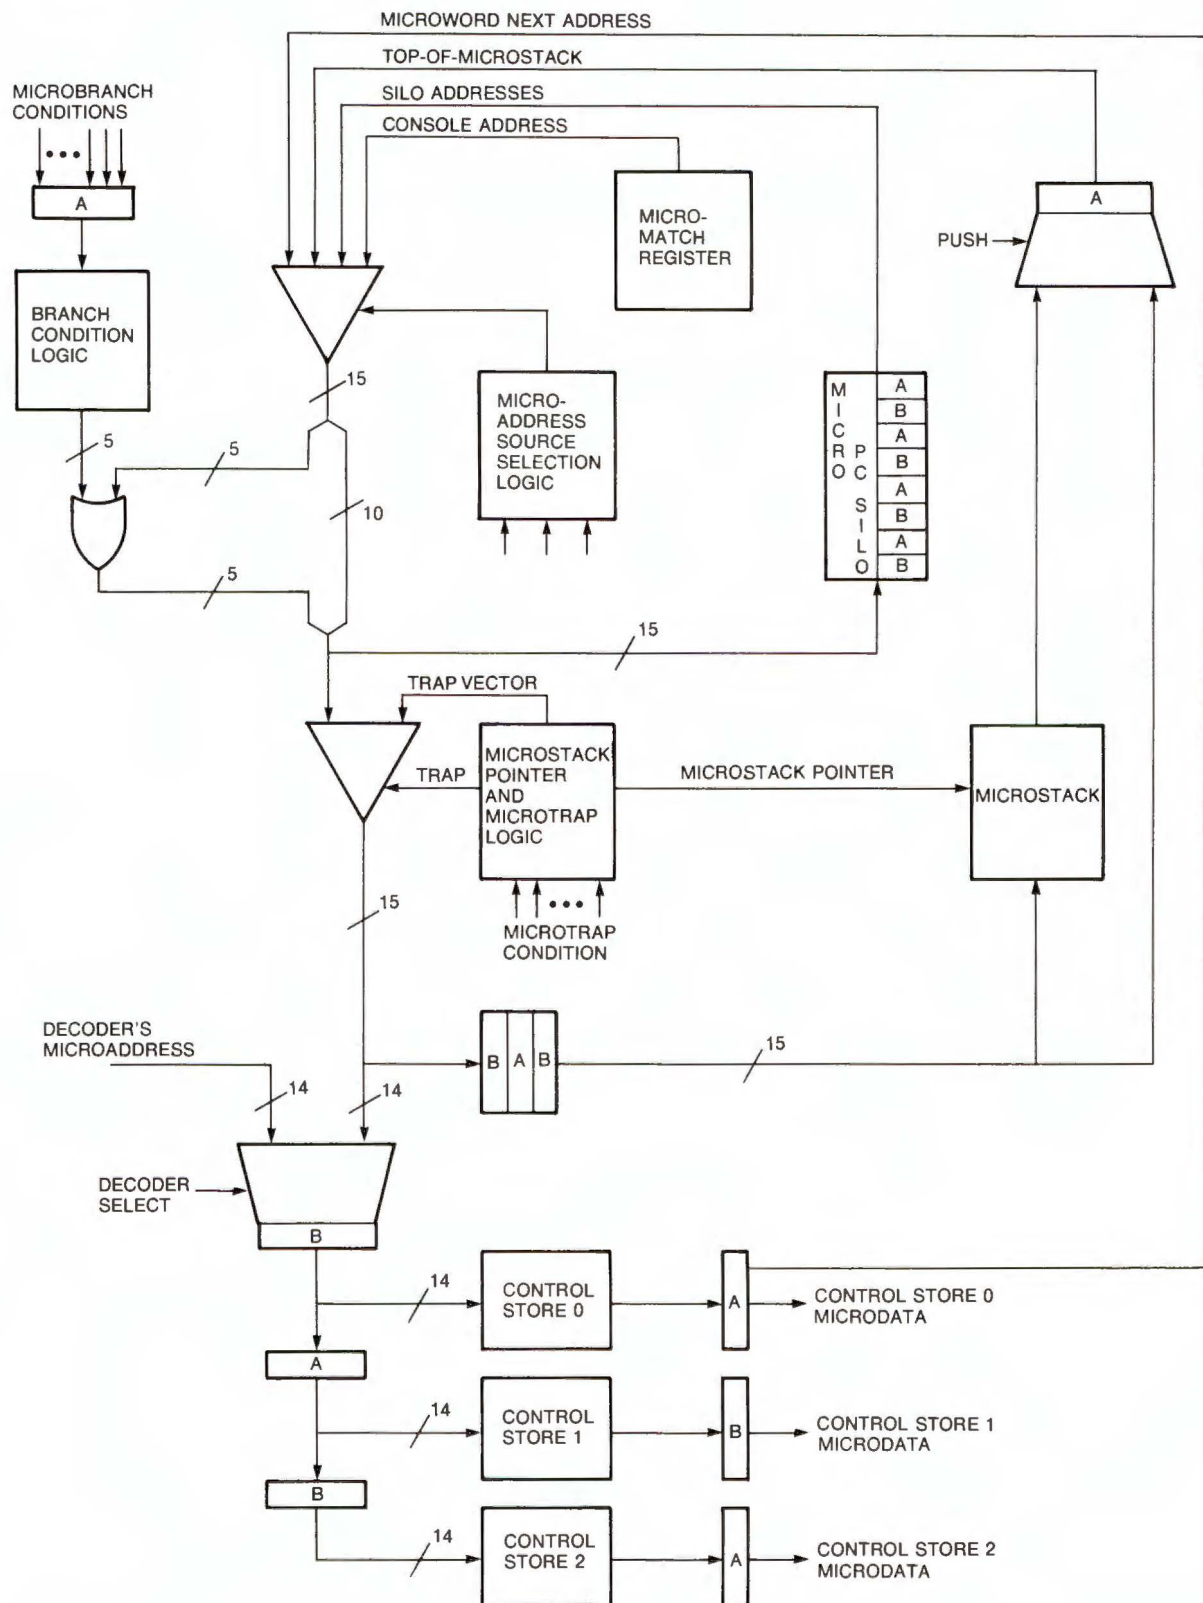 MICROWORD NEXT ADDRESS
TOP-OF-MICROSTACK
SILO ADDRESSES
CONSOLE ADDRESS
MICROBRANCH
CONDITIONS
A
BRANCH
CONDITION
LOGIC
MICRO-
MATCH
REGISTER
A
PUSH
15
MICRO-
ADDRESS
SOURCE
SELECTION
LOGIC
MICRO
PC SILO
A
B
A
B
A
B
A
B
5
5
10
5
15
TRAP VECTOR
TRAP
MICROSTACK
POINTER
AND
MICROTRAP
LOGIC
MICROSTACK POINTER
MICROSTACK
15
MICROTRAP
CONDITION
DECODER'S
MICROADDRESS
B A B
15
14
14
DECODER
SELECT
B
14
CONTROL
STORE 0
A
CONTROL STORE 0
MICRODATA
A
14
CONTROL
STORE 1
B
CONTROL STORE 1
MICRODATA
B
14
CONTROL
STORE 2
A
CONTROL STORE 2
MICRODATA